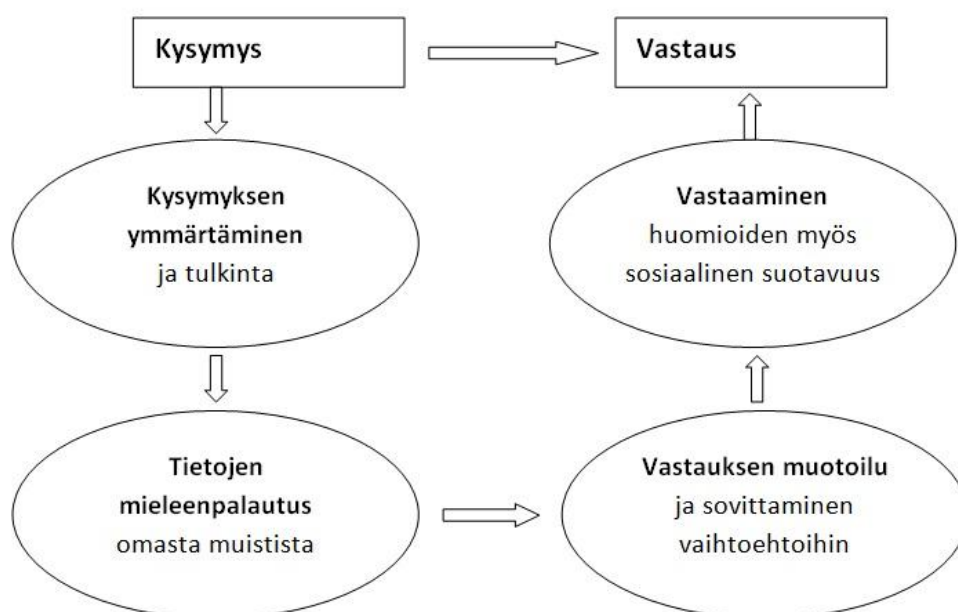 Kysymys
Vastaus
Kysymyksen
ymmärtäminen
ja tulkinta
Vastaaminen
huomioiden myös
sosiaalinen suotavuus
Tietojen
mieleenpalautus
omasta muistista
Vastauksen muotoilu
ja sovittaminen
vaihtoehtoihin